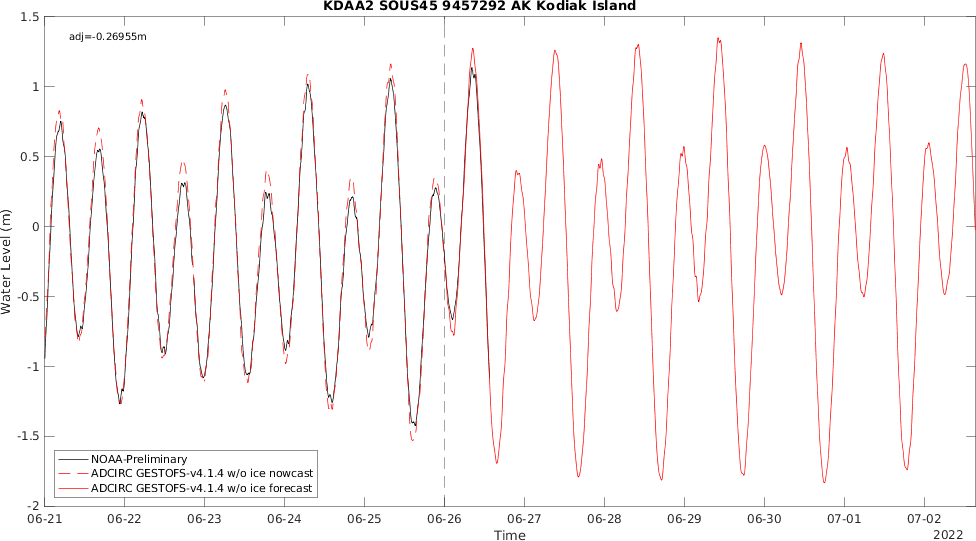 KDAA2 SOUS45 9457292 AK Kodiak Island
adj=-0.26955m
1.5
1
0.5
0
-0.5
-1
-1.5
-2
Water Level (m)
NOAA-Preliminary
ADCIRC GESTOFS-v4.1.4 w/o ice nowcast
ADCIRC GESTOFS-v4.1.4 w/o ice forecast
06-21 06-22 06-23 06-24 06-25 06-26 06-27 06-28 06-29 06-30 07-01 07-02
Time
2022